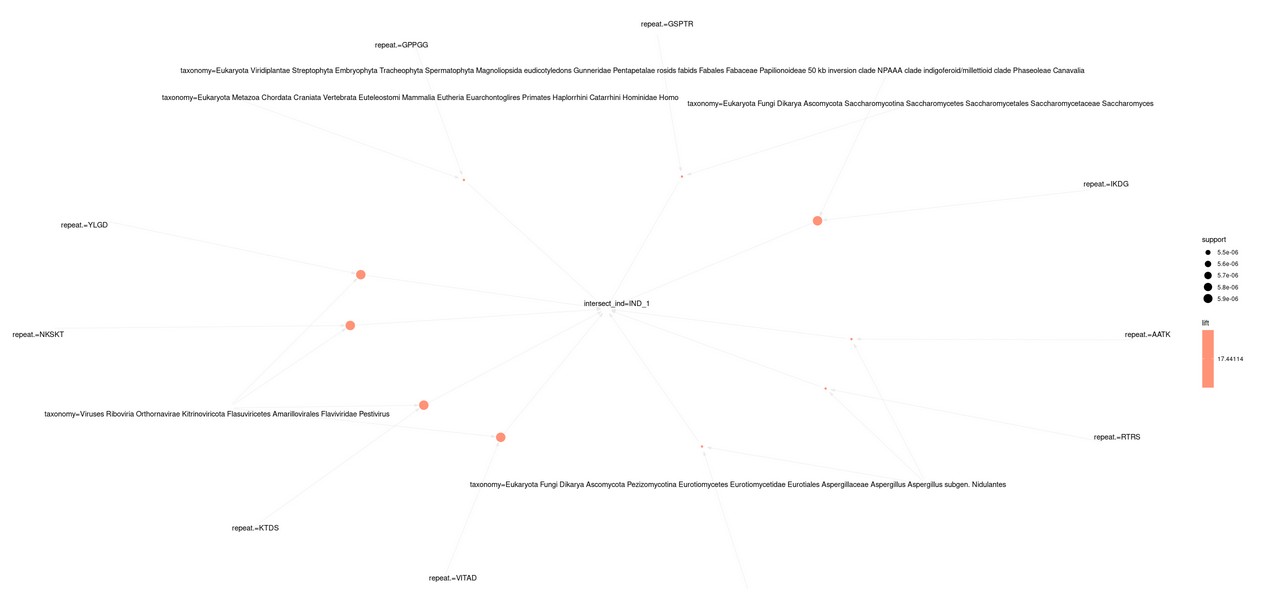 repeat.=GSPTR
repeat.=GPPGG
taxonomy=Eukaryota Viridiplantae Streptophyta Embryophyta Tracheophyta Spermatophyta Magnoliopsida eudicotyledons Gunneridae Pentapetalae rosids fabids Fabales Fabaceae Papilionoideae 50 kb inversion clade NPAAA clade indigoferoid/millettioid clade Phaseoleae Canavalia
taxonomy=Eukaryota Metazoa Chordata Craniata Vertebrata Euteleostomi Mammalia Eutheria Euarchontoglires Primates Haplorrhini Catarrhini Hominidae Homo
taxonomy=Eukaryota Fungi Dikarya Ascomycota Saccharomycotina Saccharomycetes Saccharomycetales Saccharomycetaceae Saccharomyces
repeat.=IKDG
repeat.=YLGD
support
5.5e-06
5.6e-06
5.7e-06
5.8e-06
5.9e-06
intersect_ind=IND_1
lift
17.44114
repeat.=NKSKT
repeat.=AATK
taxonomy=Viruses Riboviria Orthornavirae Kitrinoviricota Flasuviricetes Amarillovirales Flaviviridae Pestivirus
repeat.=RTRS
taxonomy=Eukaryota Fungi Dikarya Ascomycota Pezizomycotina Eurotiomycetes Eurotiomycetidae Eurotiales Aspergillaceae Aspergillus Aspergillus subgen. Nidulantes
repeat.=KTDS
repeat.=VITAD